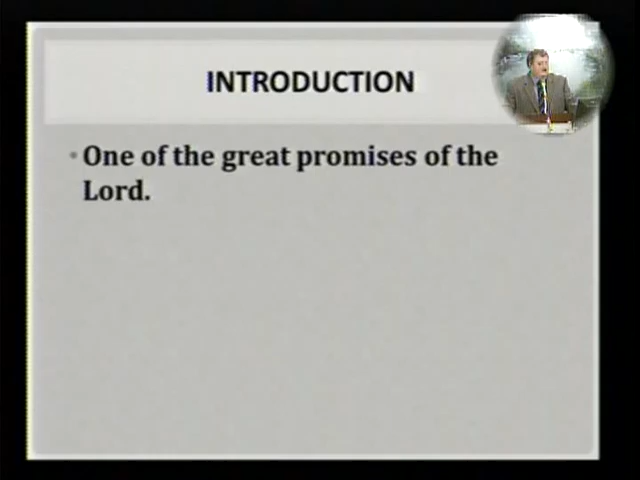 INTRODUCTION
• One of the great promises of the
Lord.